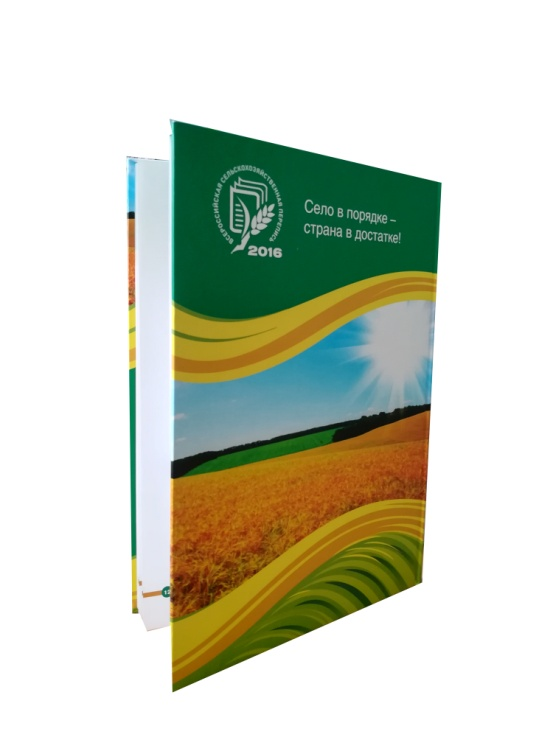 ВСЕРОССИЙСКАЯ СЕЛЬСКОХОЗЯЙСТВЕННАЯ ПЕРЕПИСЬ
2016
Село в порядке –
страна в достатке!